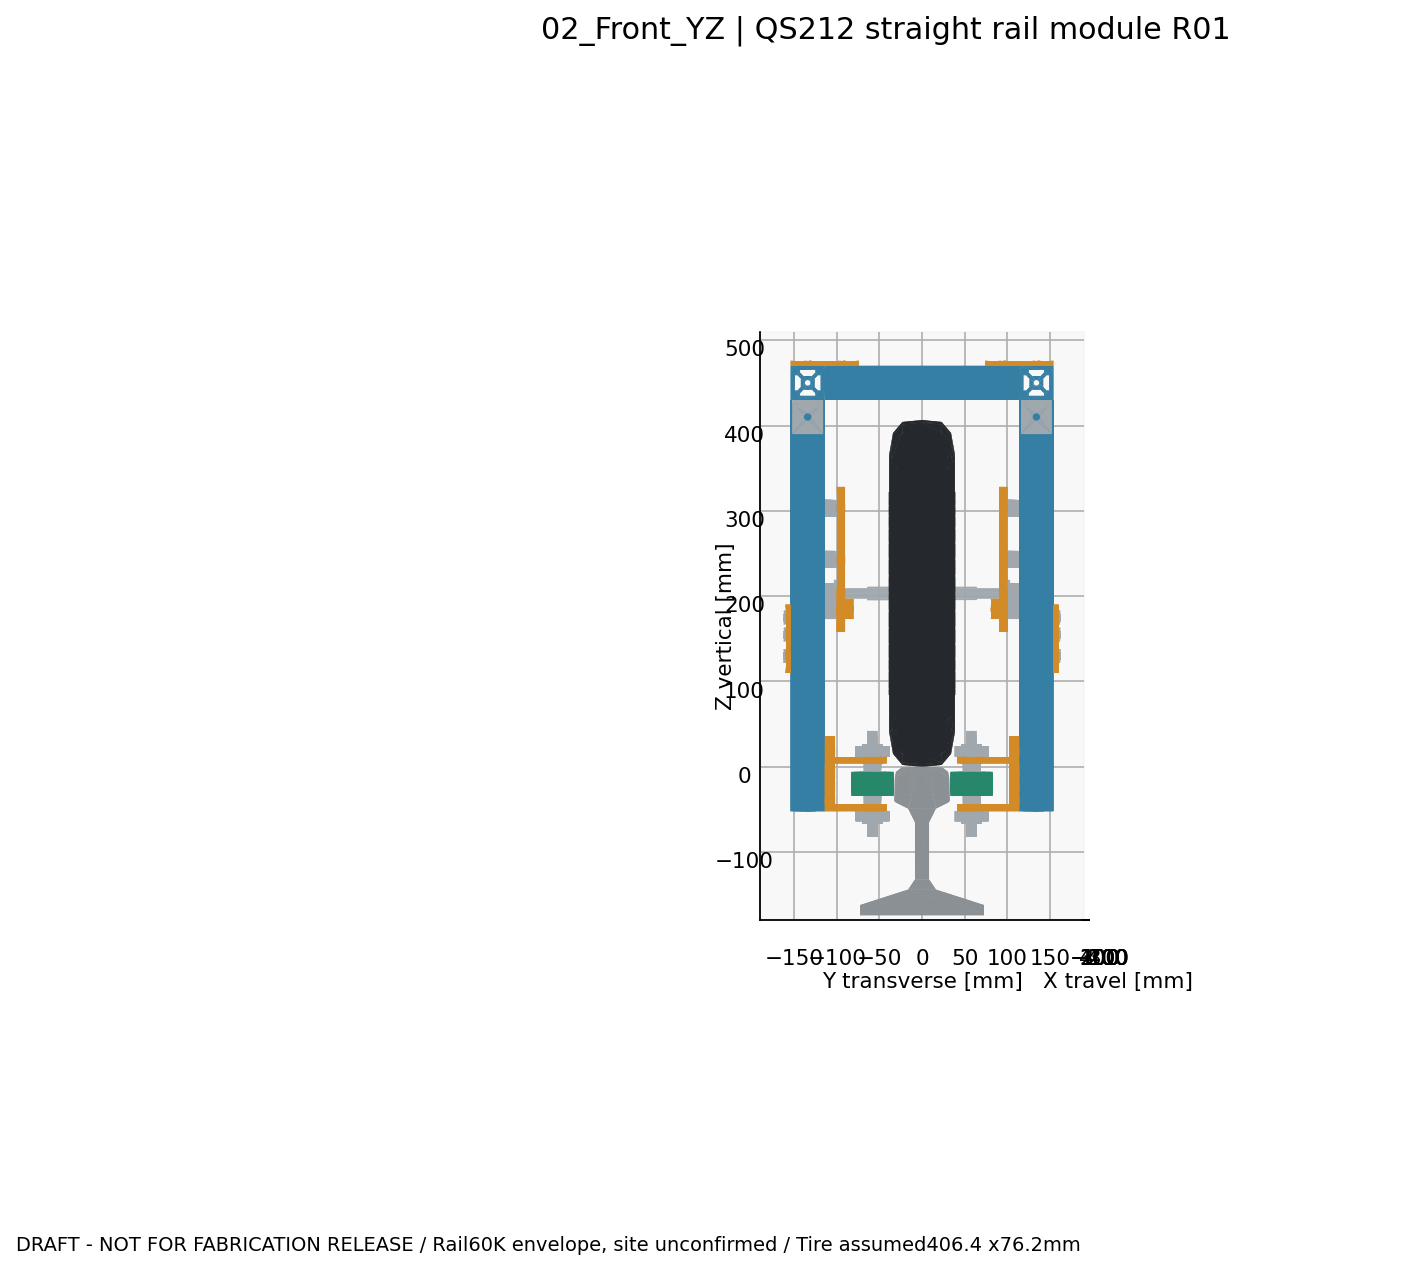 02_Front_YZ | QS212 straight rail module R01
500
400
300
200
100
0
−100
Z vertical [mm]
−150 −100 −50 0 50 100 150
Y transverse [mm] X travel [mm]
DRAFT - NOT FOR FABRICATION RELEASE / Rail60K envelope, site unconfirmed / Tire assumed406.4 x76.2mm